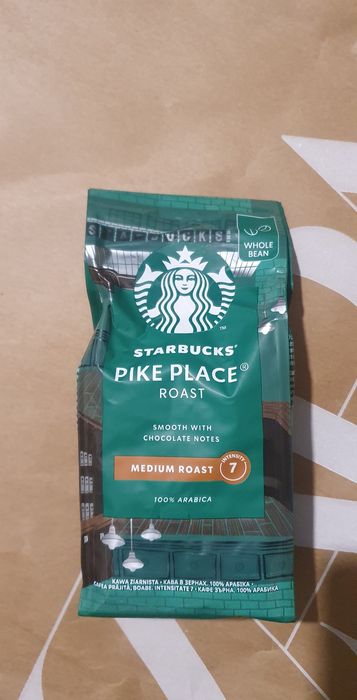 STARBUCKS
WHOLE
BEAN
TM
STARBUCKS®
PIKE PLACE®
ROAST
SMOOTH WITH
CHOCOLATE NOTES
MEDIUM ROAST
INTENSITY
7
100% ARABICA
KAWA ZIARNISTA • КАВА В ЗЕРНАХ. 100% АРАБІКА •
CAFEA PRĂJITĂ, BOABE. INTENSITATE 7 • КАФЕ ЗЪРНА. 100% АРАБИКА